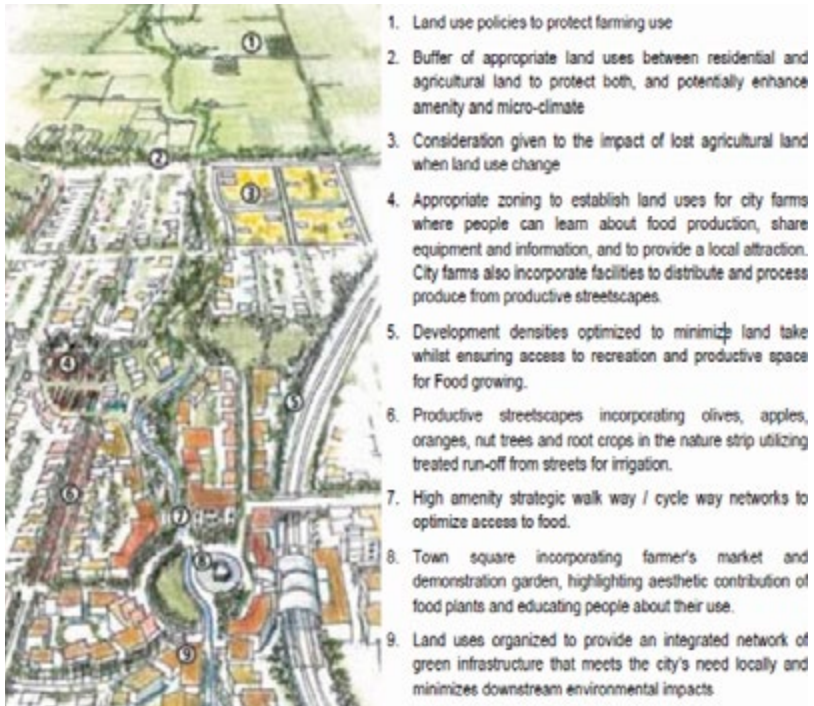 1
2
3
4
5
6
7
8
9
1. Land use policies to protect farming use
2. Buffer of appropriate land uses between residential and
agricultural land to protect both, and potentially enhance
amenity and micro-climate
3. Consideration given to the impact of lost agricultural land
when land use change
4. Appropriate zoning to establish land uses for city farms
where people can learn about food production, share
equipment and information, and to provide a local attraction.
City farms also incorporate facilities to distribute and process
produce from productive streetscapes.
5. Development densities optimized to minimize land take
whilst ensuring access to recreation and productive space
for Food growing.
6. Productive streetscapes incorporating olives, apples,
oranges, nut trees and root crops in the nature strip utilizing
treated run-off from streets for irrigation.
7. High amenity strategic walk way / cycle way networks to
optimize access to food.
8. Town square incorporating farmer's market and
demonstration garden, highlighting aesthetic contribution of
food plants and educating people about their use.
9. Land uses organized to provide an integrated network of
green infrastructure that meets the city's need locally and
minimizes downstream environmental impacts